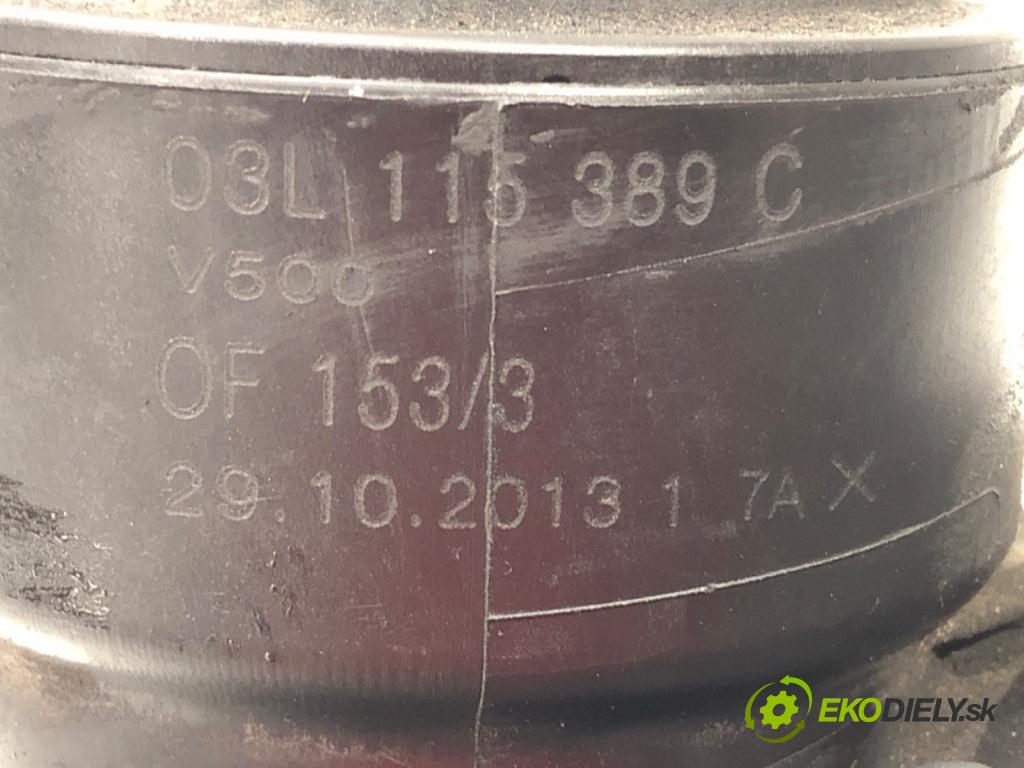 03L 115 389 C
V500
OF 153/3
29.10.2013 1 7A X
EKODIELY.sk